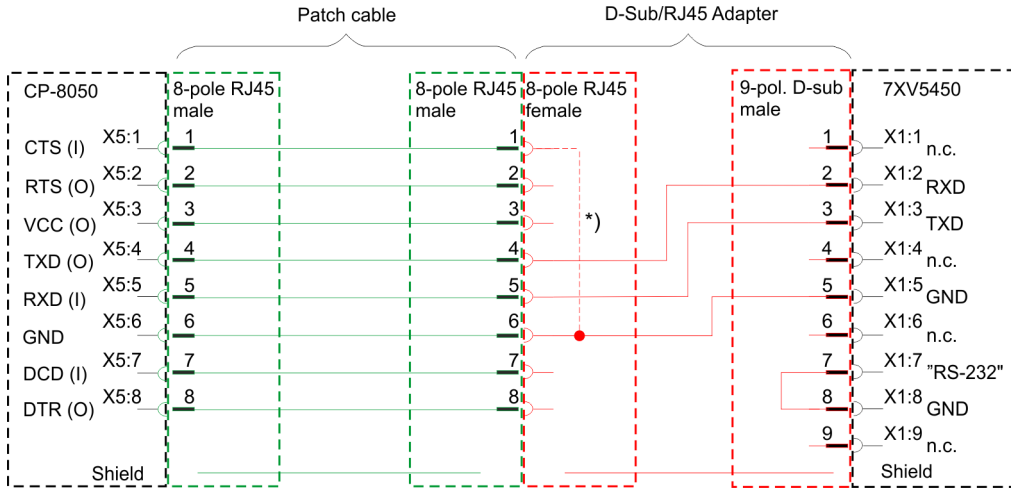 Patch cable D-Sub/RJ45 Adapter
CP-8050 8-pole RJ45 male 8-pole RJ45 male 8-pole RJ45 female 9-pol. D-sub male 7XV5450
CTS (I) X5:1 1 1 1 X1:1 n.c.
RTS (O) X5:2 2 2 2 X1:2 RXD
VCC (O) X5:3 3 3 *) 3 X1:3 TXD
TXD (O) X5:4 4 4 4 X1:4 n.c.
RXD (I) X5:5 5 5 5 X1:5 GND
GND X5:6 6 6 6 X1:6 n.c.
DCD (I) X5:7 7 7 7 X1:7 ”RS-232"
DTR (O) X5:8 8 8 8 X1:8 GND
9 X1:9 n.c.
Shield Shield